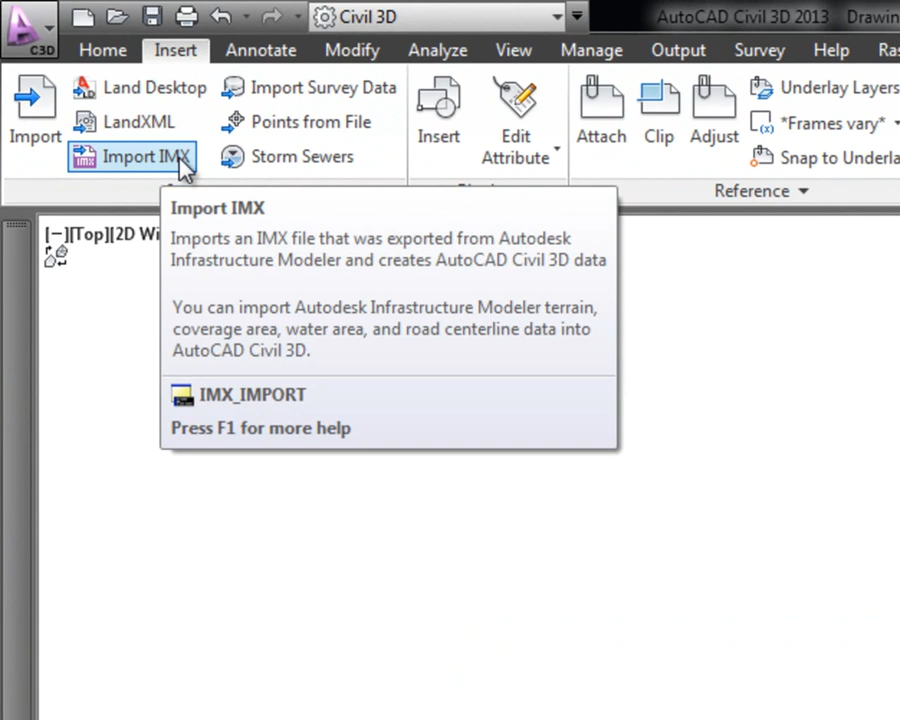 Civil 3D
AutoCAD Civil 3D 2013 Drawin
C3D
Home Insert Annotate Modify Analyze View Manage Output Survey Help Ras
Land Desktop Import Survey Data Underlay Layers
LandXML Points from File *Frames vary*
Import Insert Edit Attach Clip Adjust
Import IMX Storm Sewers Attribute Snap to Underla
Reference
[−][Top][2D Wi
Import IMX
Imports an IMX file that was exported from Autodesk
Infrastructure Modeler and creates AutoCAD Civil 3D data
You can import Autodesk Infrastructure Modeler terrain,
coverage area, water area, and road centerline data into
AutoCAD Civil 3D.
IMX_IMPORT
Press F1 for more help